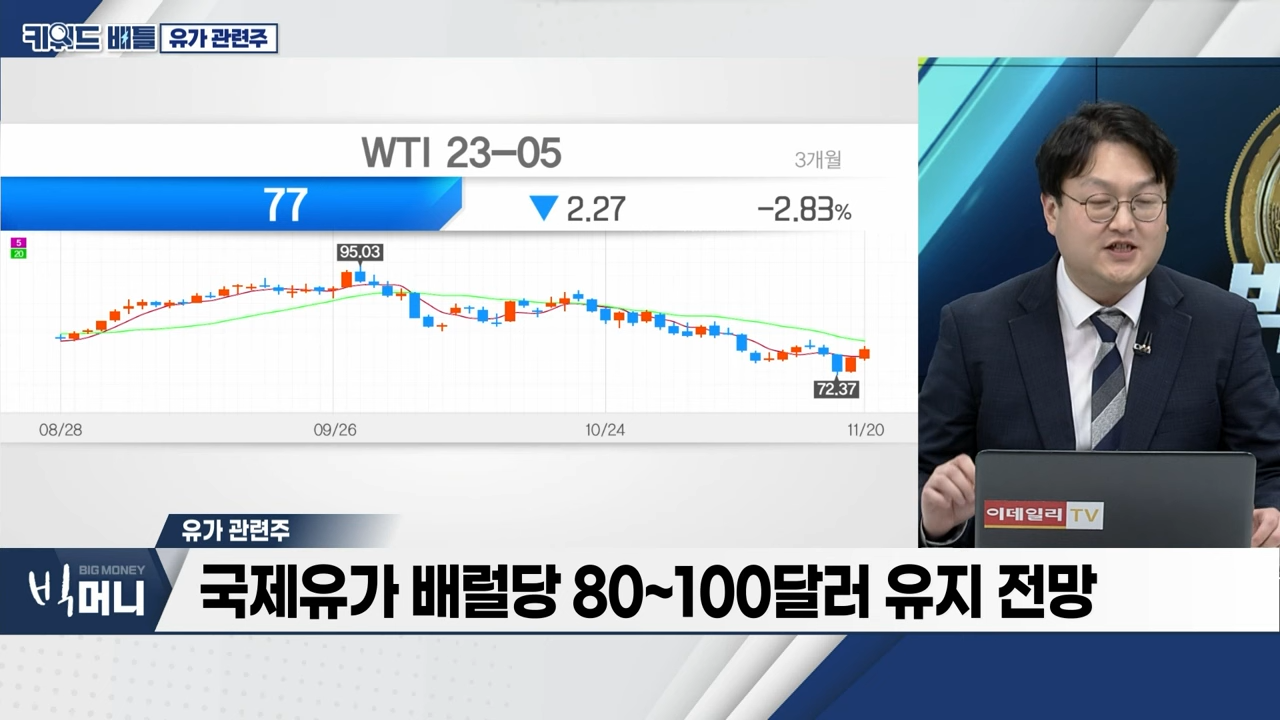 키워드 배틀 유가 관련주
WTI 23-05
3개월
77 ▼ 2.27 -2.83%
5
20
95.03
72.37
08/28 09/26 10/24 11/20
이데일리 TV
유가 관련주
BIG MONEY
빅머니
국제유가 배럴당 80~100달러 유지 전망